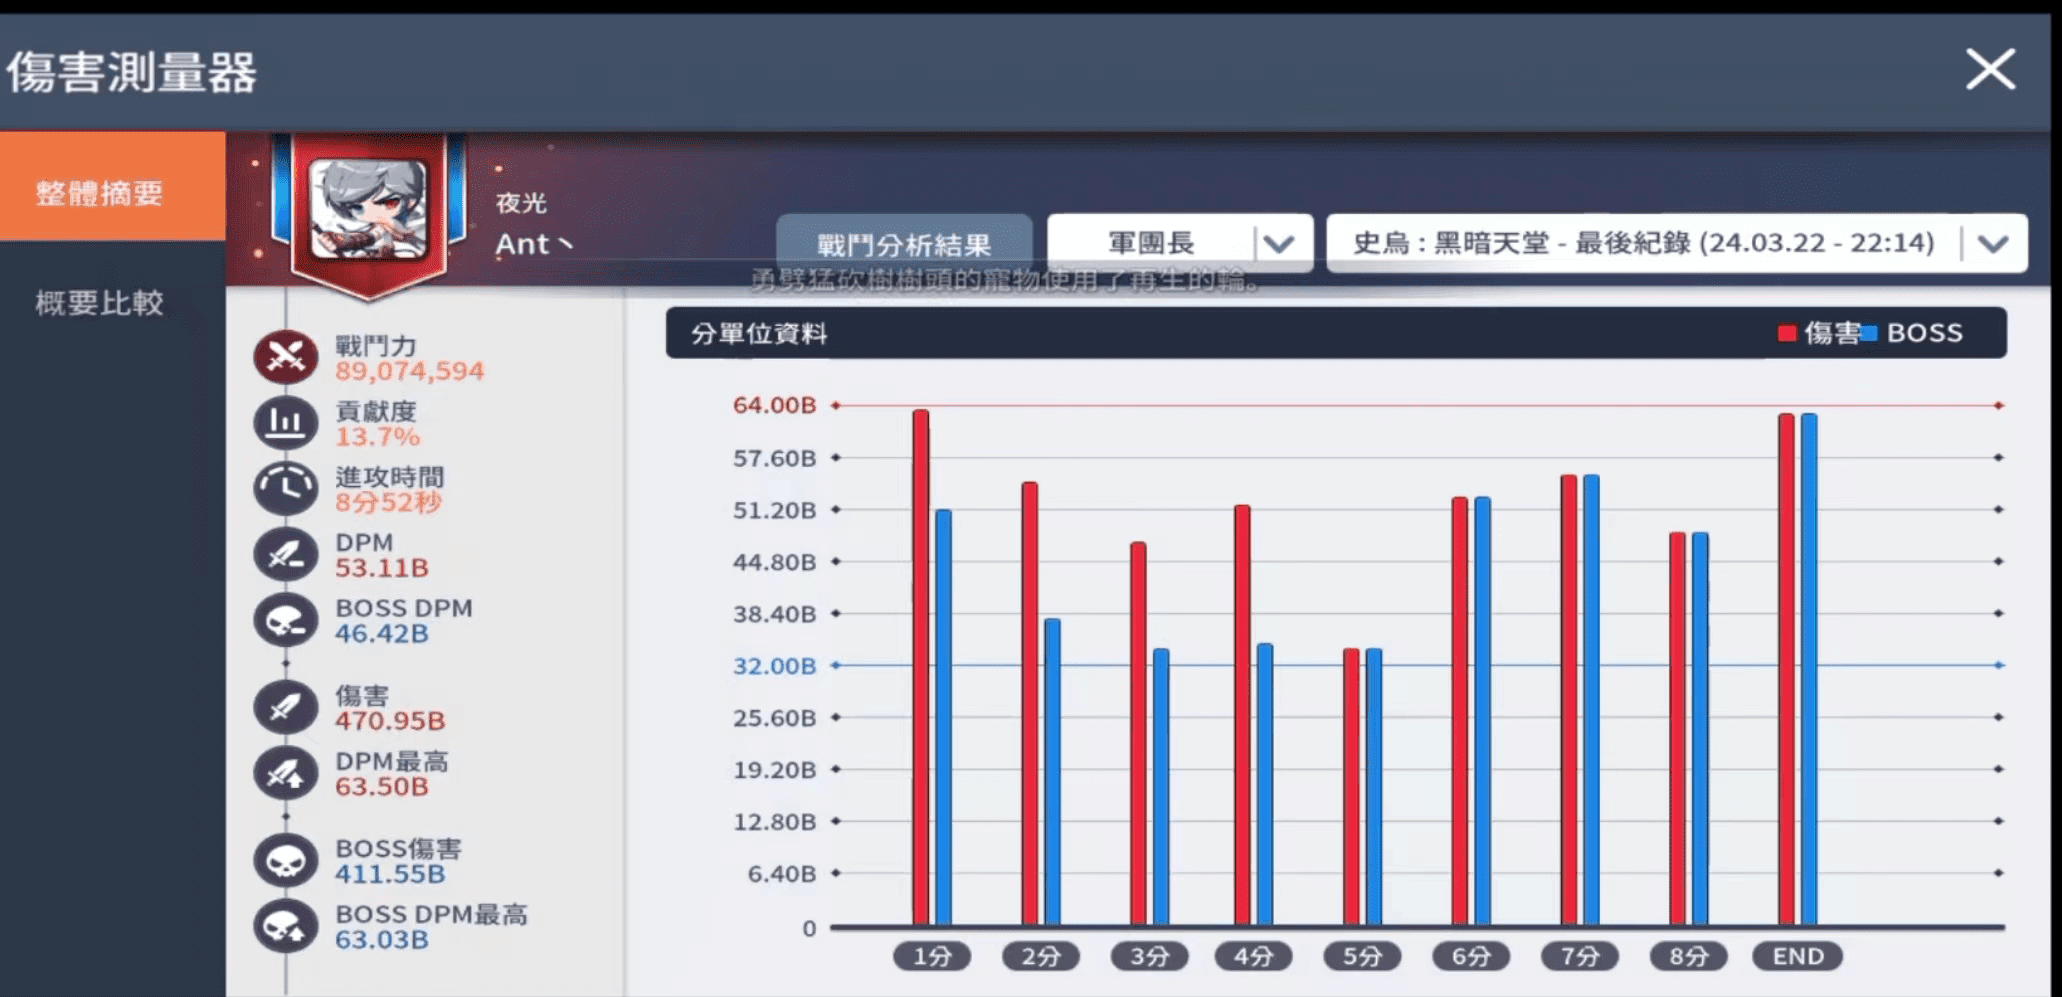 傷害測量器
整體摘要
概要比較
夜光
Ant丶
戰鬥分析結果
軍團長
史烏 : 黑暗天堂 - 最後紀錄 (24.03.22 - 22:14)
勇劈猛砍樹樹頭的寵物使用了再生的輪。
戰鬥力
89,074,594
貢獻度
13.7%
進攻時間
8分52秒
DPM
53.11B
BOSS DPM
46.42B
傷害
470.95B
DPM最高
63.50B
BOSS傷害
411.55B
BOSS DPM最高
63.03B
分單位資料
傷害 BOSS
64.00B
57.60B
51.20B
44.80B
38.40B
32.00B
25.60B
19.20B
12.80B
6.40B
0
1分 2分 3分 4分 5分 6分 7分 8分 END